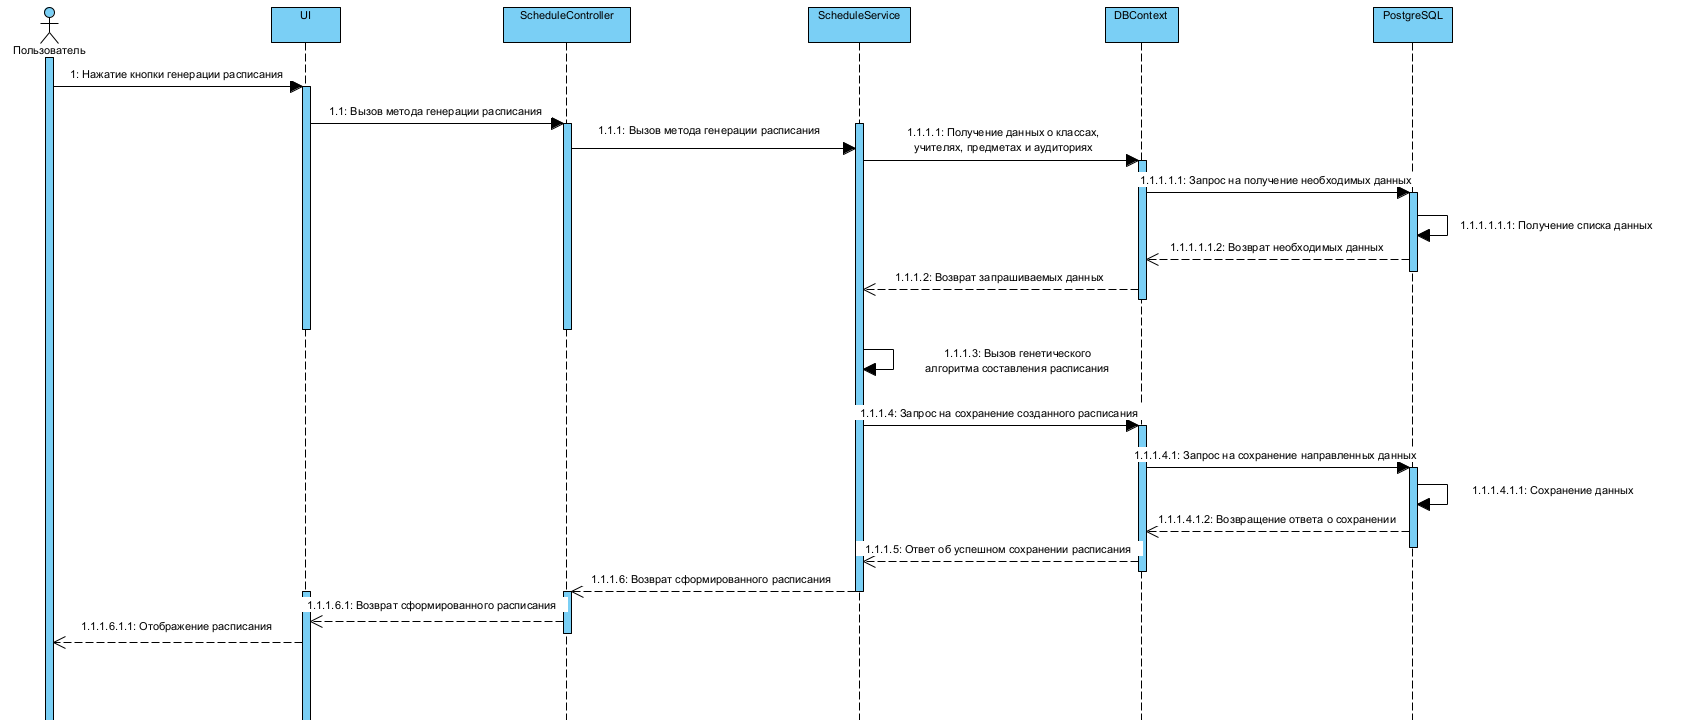 UI
ScheduleController
ScheduleService
DBContext
PostgreSQL
Пользователь
1: Нажатие кнопки генерации расписания
1.1: Вызов метода генерации расписания
1.1.1: Вызов метода генерации расписания
1.1.1.1: Получение данных о классах,
учителях, предметах и аудиториях
1.1.1.1.1: Запрос на получение необходимых данных
1.1.1.1.1.1: Получение списка данных
1.1.1.1.1.2: Возврат необходимых данных
1.1.1.2: Возврат запрашиваемых данных
1.1.1.3: Вызов генетического
алгоритма составления расписания
1.1.1.4: Запрос на сохранение созданного расписания
1.1.1.4.1: Запрос на сохранение направленных данных
1.1.1.4.1.1: Сохранение данных
1.1.1.4.1.2: Возвращение ответа о сохранении
1.1.1.5: Ответ об успешном сохранении расписания
1.1.1.6: Возврат сформированного расписания
1.1.1.6.1: Возврат сформированного расписания
1.1.1.6.1.1: Отображение расписания